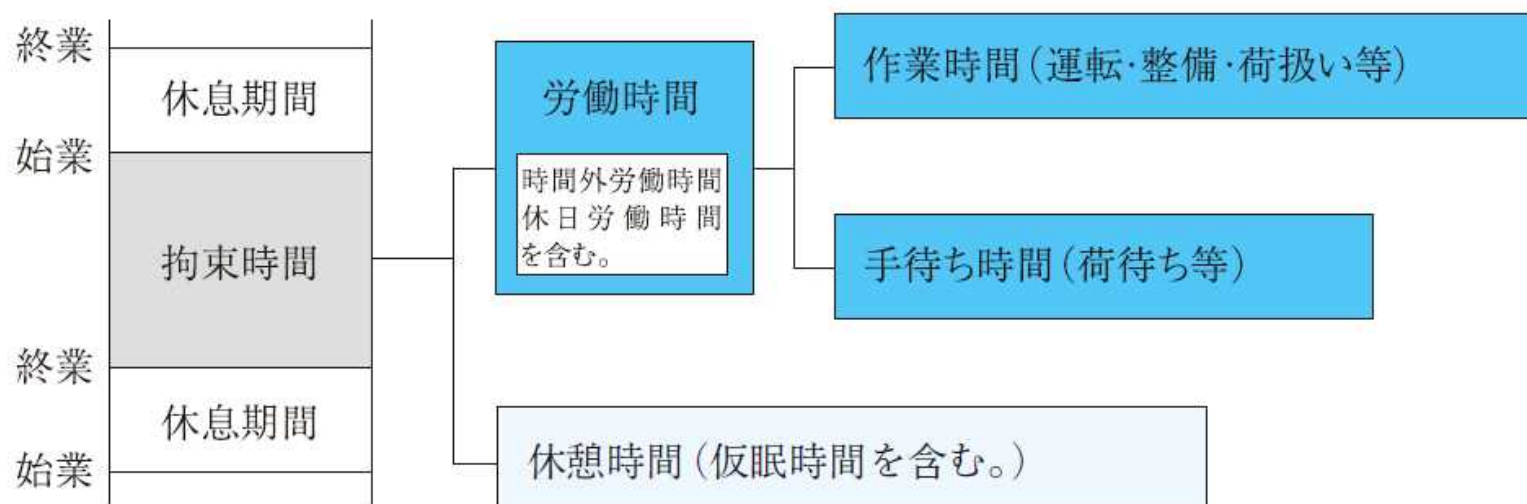 終業
休息期間
始業
拘束時間
終業
休息期間
始業
労働時間
時間外労働時間
休日労働時間
を含む。
作業時間（運転・整備・荷扱い等）
手待ち時間（荷待ち等）
休憩時間（仮眠時間を含む。）